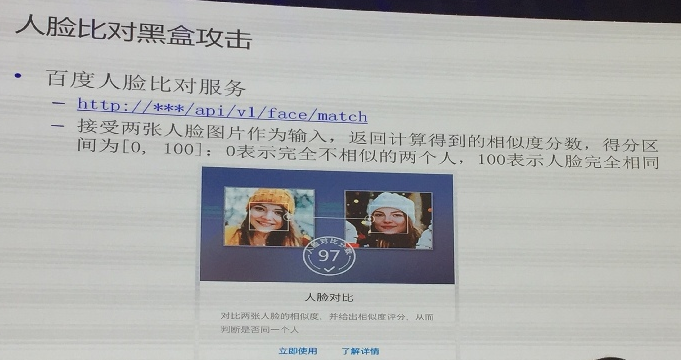 人脸比对黑盒攻击
• 百度人脸比对服务
– http://***/api/v1/face/match
– 接受两张人脸图片作为输入，返回计算得到的相似度分数，得分区
间为[0, 100]：0表示完全不相似的两个人，100表示人脸完全相同
人脸对比分数
97
人脸对比
对比两张人脸的相似度，并给出相似度评分，从而
判断是否同一个人
立即使用 了解详情